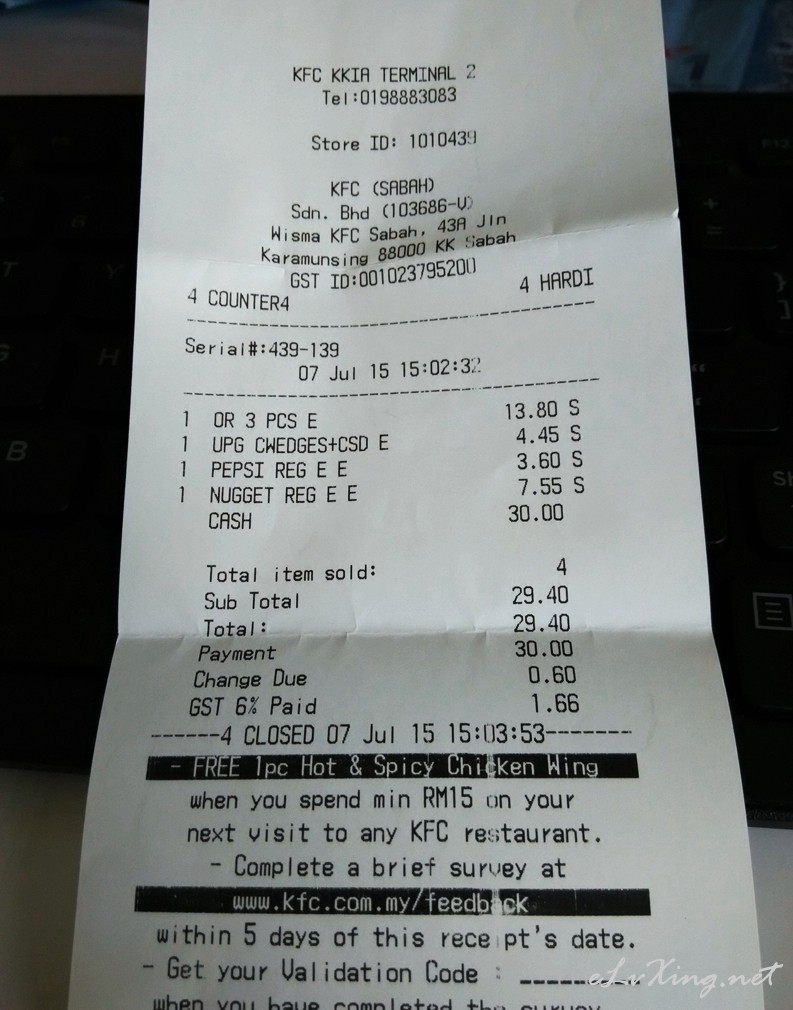 KFC KKIA TERMINAL 2
Tel:0198883083
Store ID: 1010439
KFC (SABAH)
Sdn. Bhd (103686-V)
Wisma KFC Sabah, 43A Jln
Karamunsing 88000 KK Sabah
GST ID:001023795200
4 COUNTER4 4 HARDI
Serial#:439-139
07 Jul 15 15:02:32
1 OR 3 PCS E 13.80 S
1 UPG CWEDGES+CSD E 4.45 S
1 PEPSI REG E E 3.60 S
1 NUGGET REG E E 7.55 S
CASH 30.00
Total item sold: 4
Sub Total 29.40
Total: 29.40
Payment 30.00
Change Due 0.60
GST 6% Paid 1.66
------4 CLOSED 07 Jul 15 15:03:53-------
- FREE 1pc Hot & Spicy Chicken Wing
when you spend min RM15 on your
next visit to any KFC restaurant.
- Complete a brief survey at
www.kfc.com.my/feedback
within 5 days of this receipt's date.
- Get your Validation Code : ________
when you have completed the survey
eLvXing.net